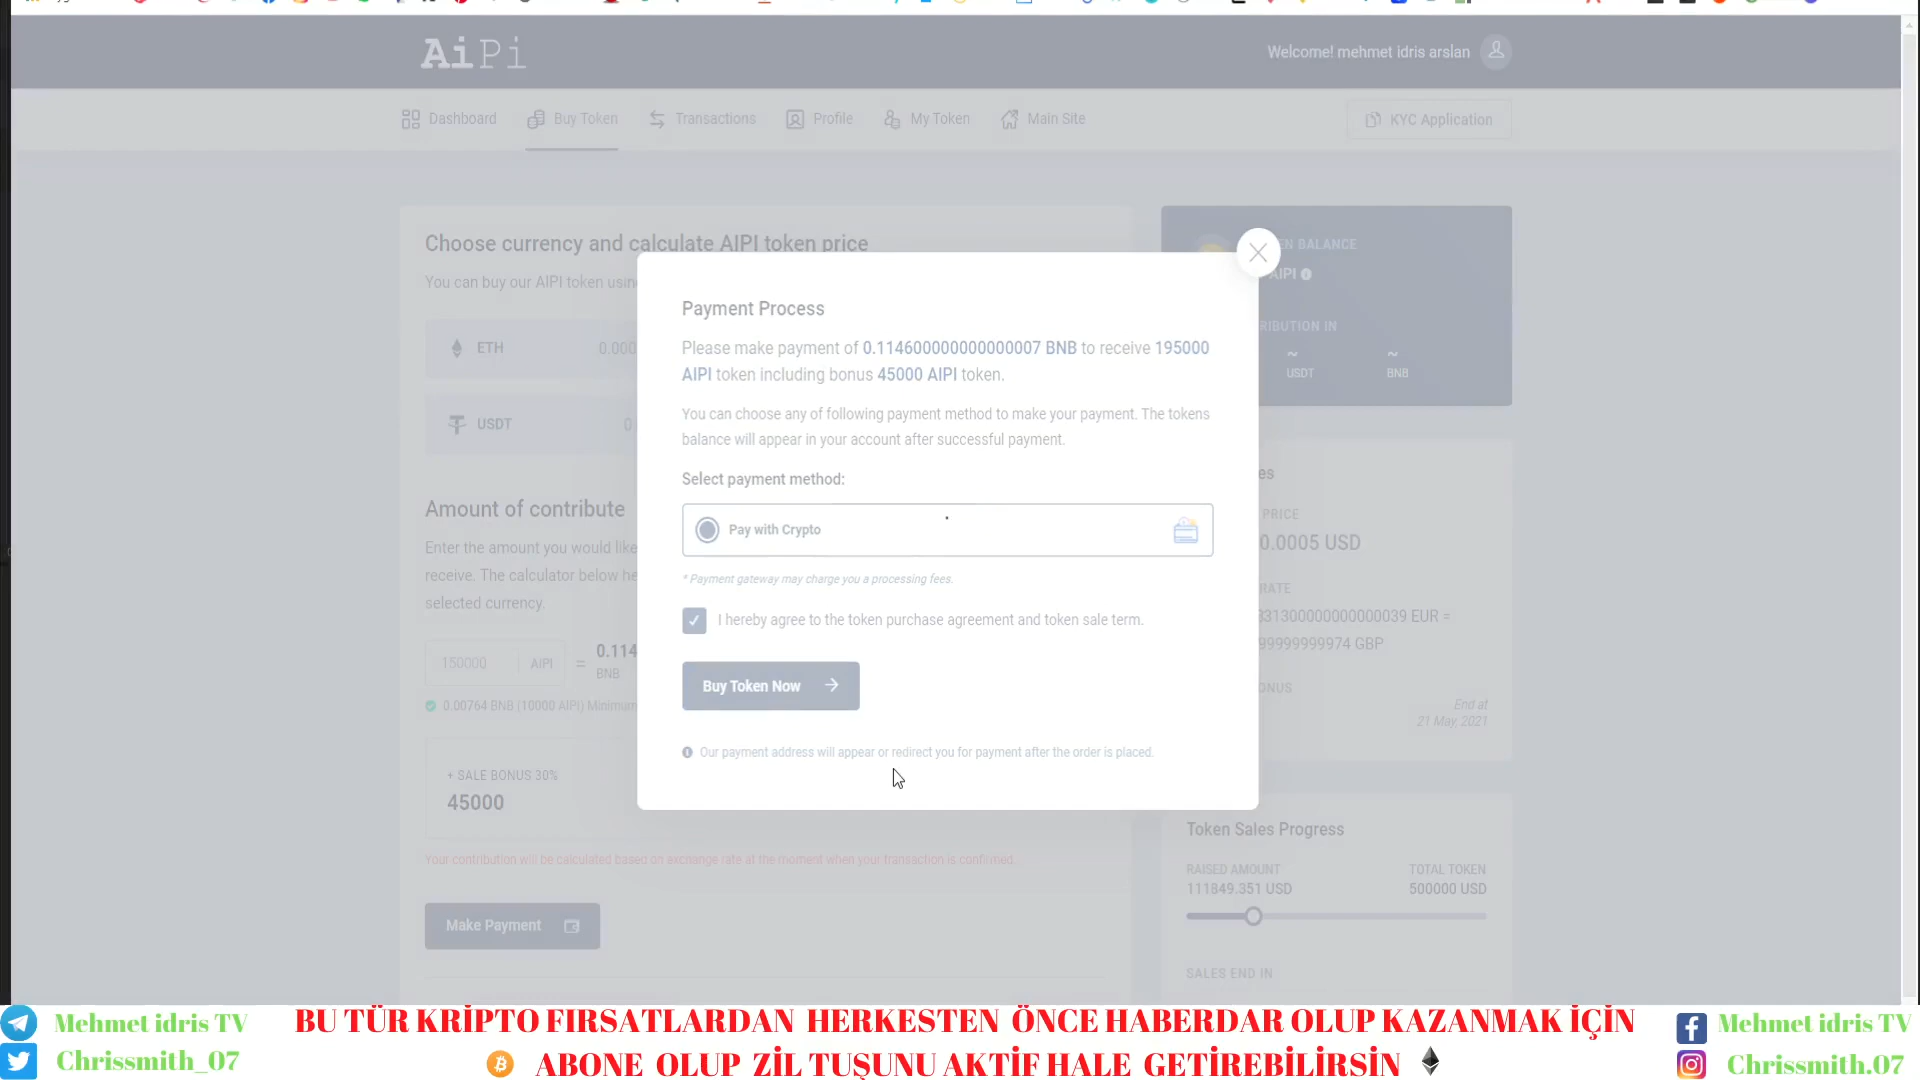 AiPi
Welcome! mehmet idris arslan
Dashboard
Buy Token
Transactions
Profile
My Token
Main Site
KYC Application
Choose currency and calculate AIPI token price
You can buy our AIPI token
ETH
0.000
USDT
0
Amount of contribute
Enter the amount you would like
receive. The calculator below
selected currency.
150000 AIPI = 0.114
BNB
0.00764 BNB (10000 AIPI) Minimum
+ SALE BONUS 30%
45000
Your contribution will be calculated based on exchange rate at the moment when your transaction is confirmed.
Make Payment
Payment Process
Please make payment of 0.114600000000000007 BNB to receive 195000
AIPI token including bonus 45000 AIPI token.
You can choose any of following payment method to make your payment. The tokens
balance will appear in your account after successful payment.
Select payment method:
Pay with Crypto
* Payment gateway may charge you a processing fees.
I hereby agree to the token purchase agreement and token sale term.
Buy Token Now
Our payment address will appear or redirect you for payment after the order is placed.
BALANCE
AIPI
RIBUTION IN
~ ~
USDT BNB
es
PRICE
0.0005 USD
RATE
31300000000000039 EUR =
99999999974 GBP
ONUS
End at
21 May, 2021
Token Sales Progress
RAISED AMOUNT TOTAL TOKEN
111849.351 USD 500000 USD
SALES END IN
Mehmet idris TV
Chrissmith_07
BU TÜR KRİPTO FIRSATLARDAN HERKESTEN ÖNCE HABERDAR OLUP KAZANMAK İÇİN
ABONE OLUP ZİL TUŞUNU AKTİF HALE GETİREBİLİRSİN
Mehmet idris TV
Chrissmith.07